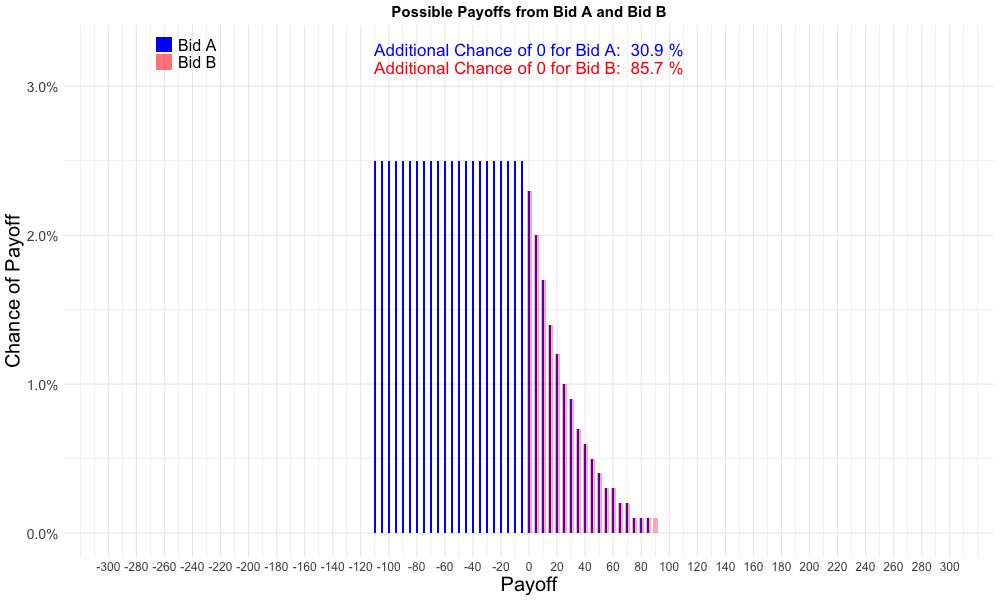 Possible Payoffs from Bid A and Bid B
Bid A
Bid B
Additional Chance of 0 for Bid A: 30.9 %
Additional Chance of 0 for Bid B: 85.7 %
Chance of Payoff
3.0%
2.0%
1.0%
0.0%
-300 -280 -260 -240 -220 -200 -180 -160 -140 -120 -100 -80 -60 -40 -20 0 20 40 60 80 100 120 140 160 180 200 220 240 260 280 300
Payoff